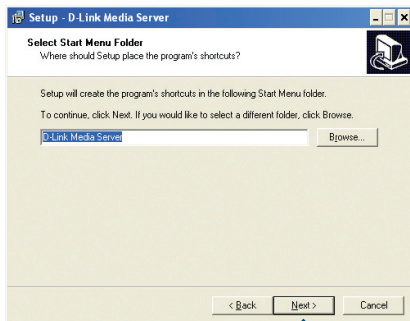 Setup - D-Link Media Server
Select Start Menu Folder
Where should Setup place the program's shortcuts?
Setup will create the program's shortcuts in the following Start Menu folder.
To continue, click Next. If you would like to select a different folder, click Browse.
D-Link Media Server
Browse...
< Back
Next >
Cancel